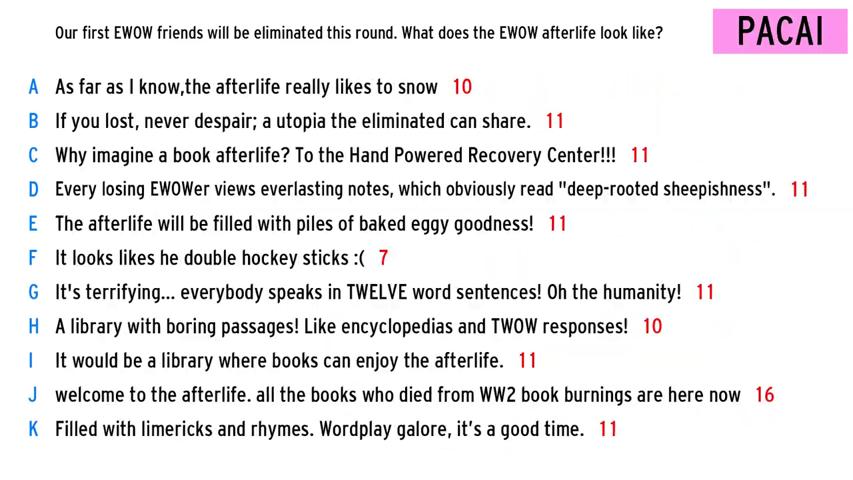 Our first EWOW friends will be eliminated this round. What does the EWOW afterlife look like?
PACAI
A As far as I know,the afterlife really likes to snow 10
B If you lost, never despair; a utopia the eliminated can share. 11
C Why imagine a book afterlife? To the Hand Powered Recovery Center!!! 11
D Every losing EWOWer views everlasting notes, which obviously read "deep-rooted sheepishness". 11
E The afterlife will be filled with piles of baked eggy goodness! 11
F It looks likes he double hockey sticks :( 7
G It's terrifying... everybody speaks in TWELVE word sentences! Oh the humanity! 11
H A library with boring passages! Like encyclopedias and TWOW responses! 10
I It would be a library where books can enjoy the afterlife. 11
J welcome to the afterlife. all the books who died from WW2 book burnings are here now 16
K Filled with limericks and rhymes. Wordplay galore, it's a good time. 11